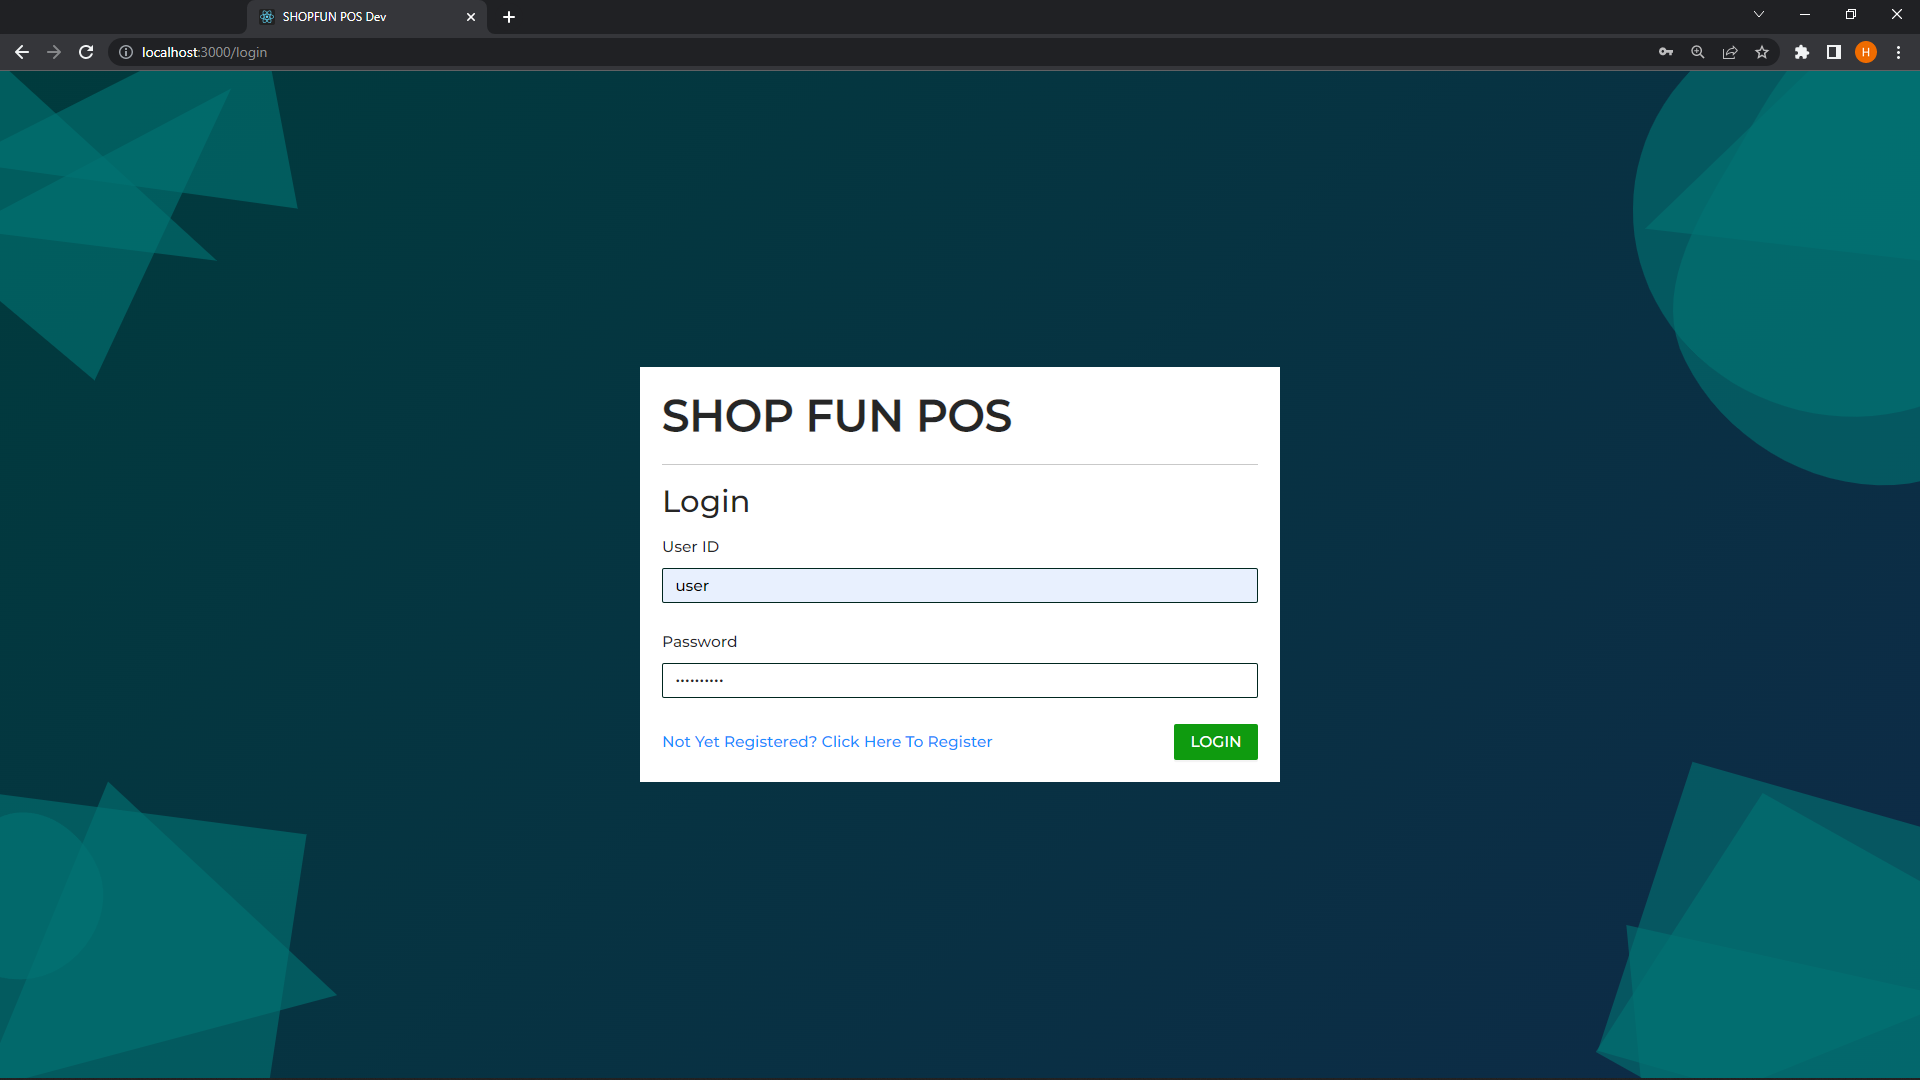 SHOPFUN POS Dev
localhost:3000/login
H
SHOP FUN POS
Login
User ID
user
Password
••••••••••
Not Yet Registered? Click Here To Register
LOGIN